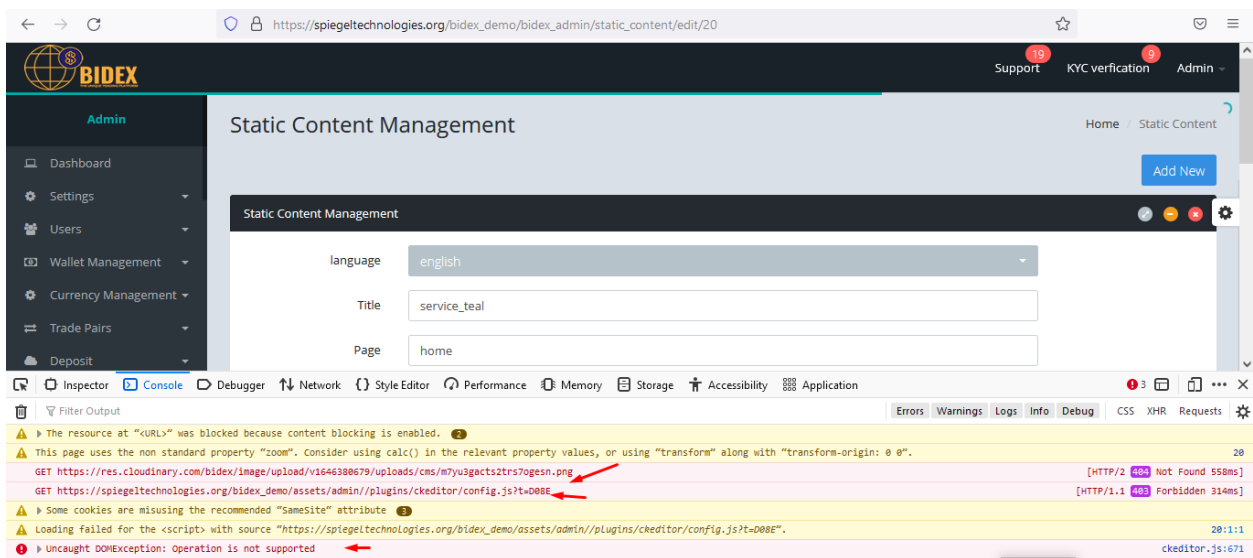 https://spiegeltechnologies.org/bidex_demo/bidex_admin/static_content/edit/20
BIDEX
19
9
Support KYC verfication Admin
Admin
Static Content Management
Home / Static Content
Dashboard
Add New
Settings
Static Content Management
Users
language english
Wallet Management
Currency Management
Title service_teal
Trade Pairs
Page home
Deposit
Inspector Console Debugger Network Style Editor Performance Memory Storage Accessibility Application 3
Filter Output Errors Warnings Logs Info Debug CSS XHR Requests
The resource at "<URL>" was blocked because content blocking is enabled. 2
This page uses the non standard property "zoom". Consider using calc() in the relevant property values, or using "transform" along with "transform-origin: 0 0". 20
GET https://res.cloudinary.com/bidex/image/upload/v1646380679/uploads/cms/m7yu3gacts2trs7ogesn.png [HTTP/2 404 Not Found 558ms]
GET https://spiegeltechnologies.org/bidex_demo/assets/admin//plugins/ckeditor/config.js?t=D08E [HTTP/1.1 403 Forbidden 314ms]
Some cookies are misusing the recommended "SameSite" attribute 3
Loading failed for the <script> with source "https://spiegeltechnologies.org/bidex_demo/assets/admin//plugins/ckeditor/config.js?t=D08E". 20:1:1
Uncaught DOMException: Operation is not supported ckeditor.js:671